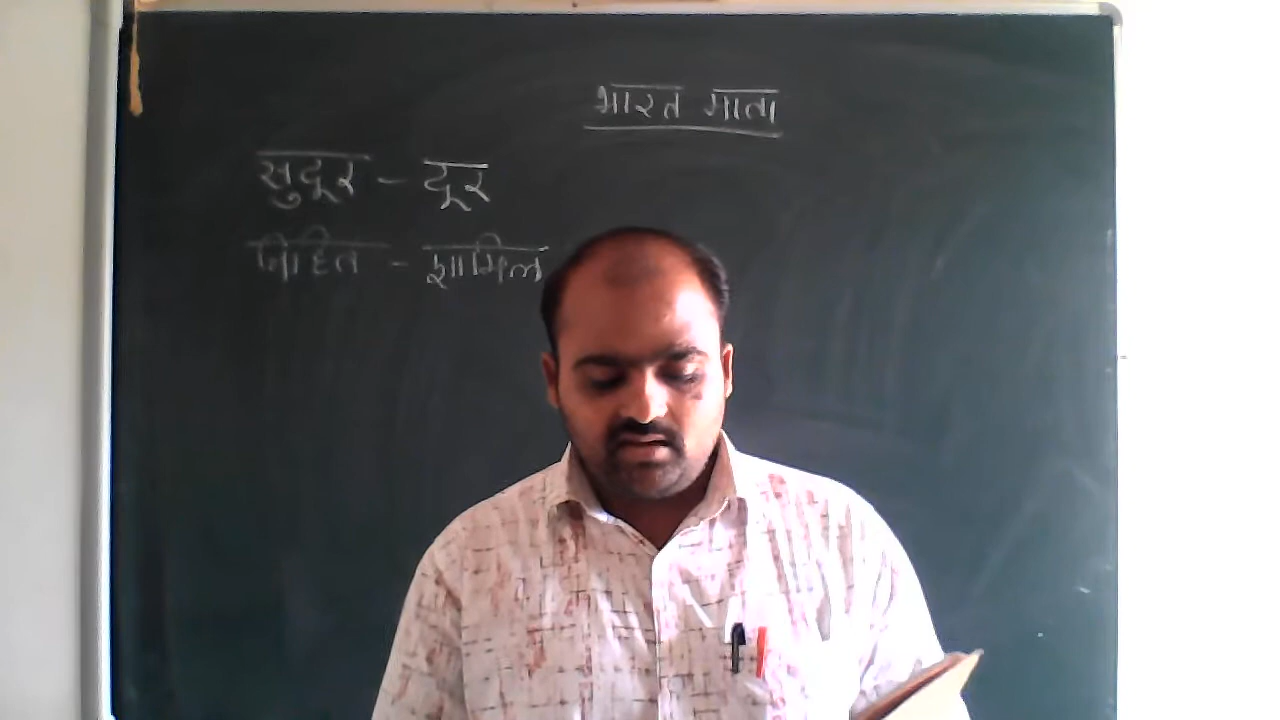 भारत माता
सुदूर – दूर
निहित – शामिल